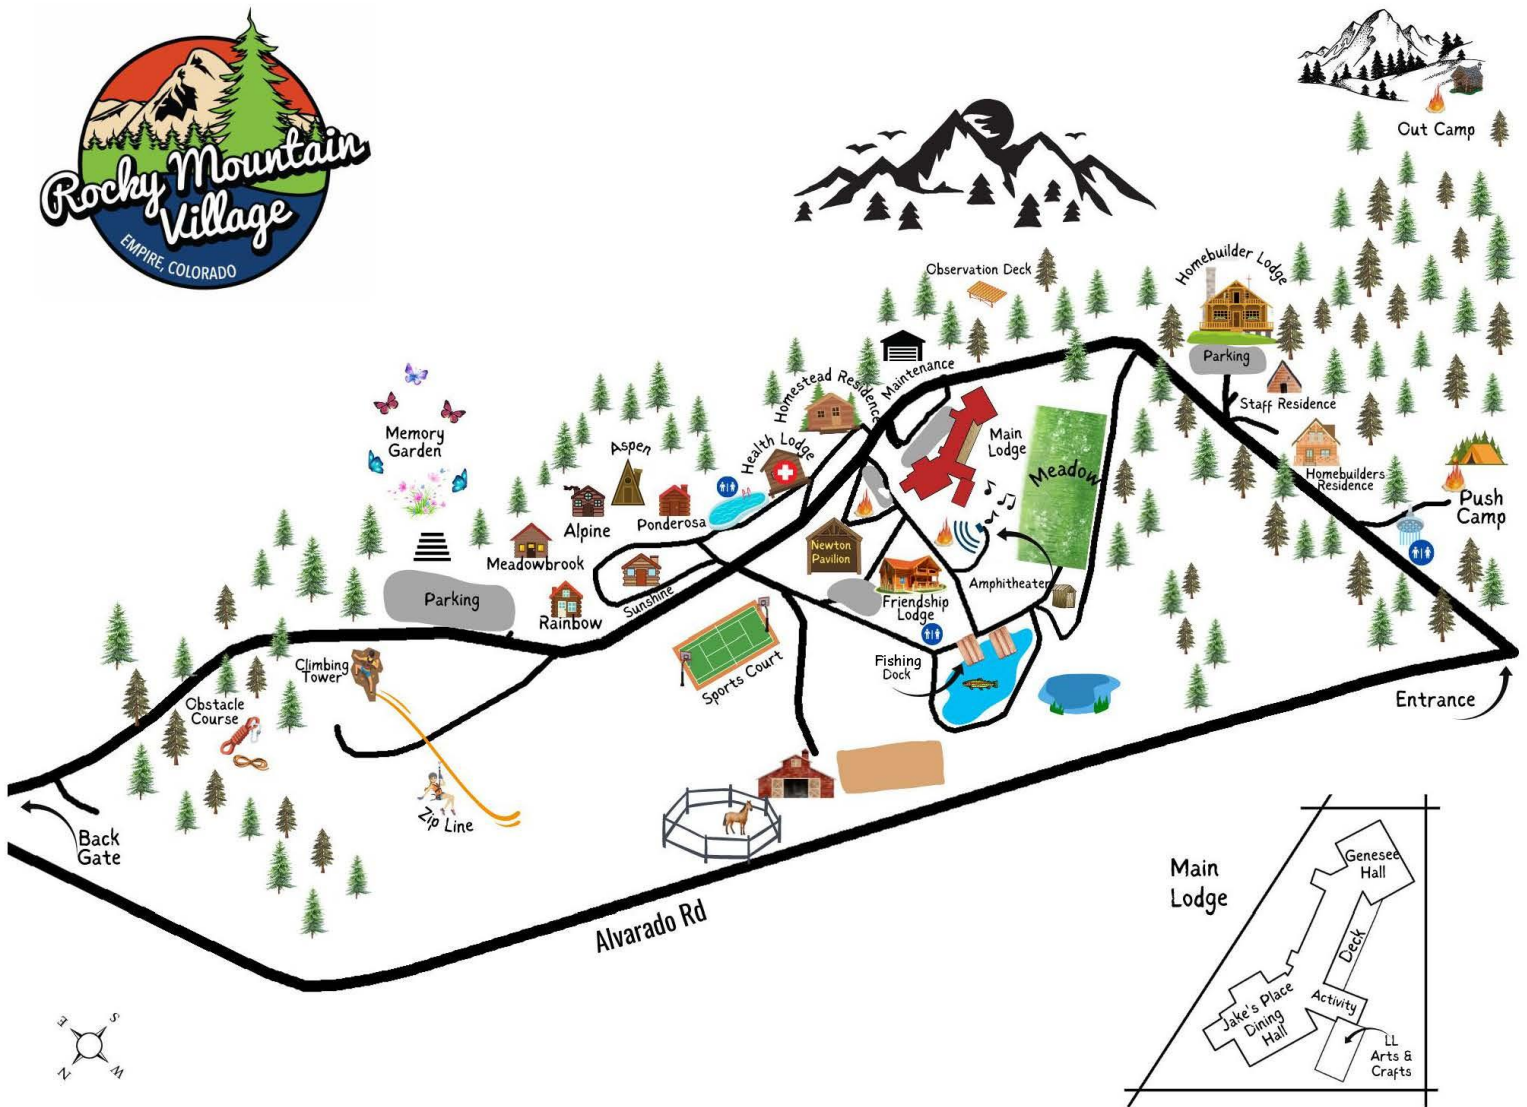 Rocky Mountain
Village
EMPIRE, COLORADO
Out Camp
Observation Deck
Homebuilder Lodge
Parking
Staff Residence
Homebuilders
Residence
Push
Camp
Maintenance
Homestead Residence
Health Lodge
Main
Lodge
Meadow
Memory
Garden
Aspen
Alpine
Ponderosa
Meadowbrook
Newton
Pavilion
Amphitheater
Parking
Rainbow
Sunshine
Friendship
Lodge
Climbing
Tower
Sports Court
Fishing
Dock
Obstacle
Course
Entrance
Zip Line
Back
Gate
Alvarado Rd
Main
Lodge
Genesee
Hall
Deck
Activity
Jake's Place
Dining
Hall
LL
Arts &
Crafts
E
S
N
W